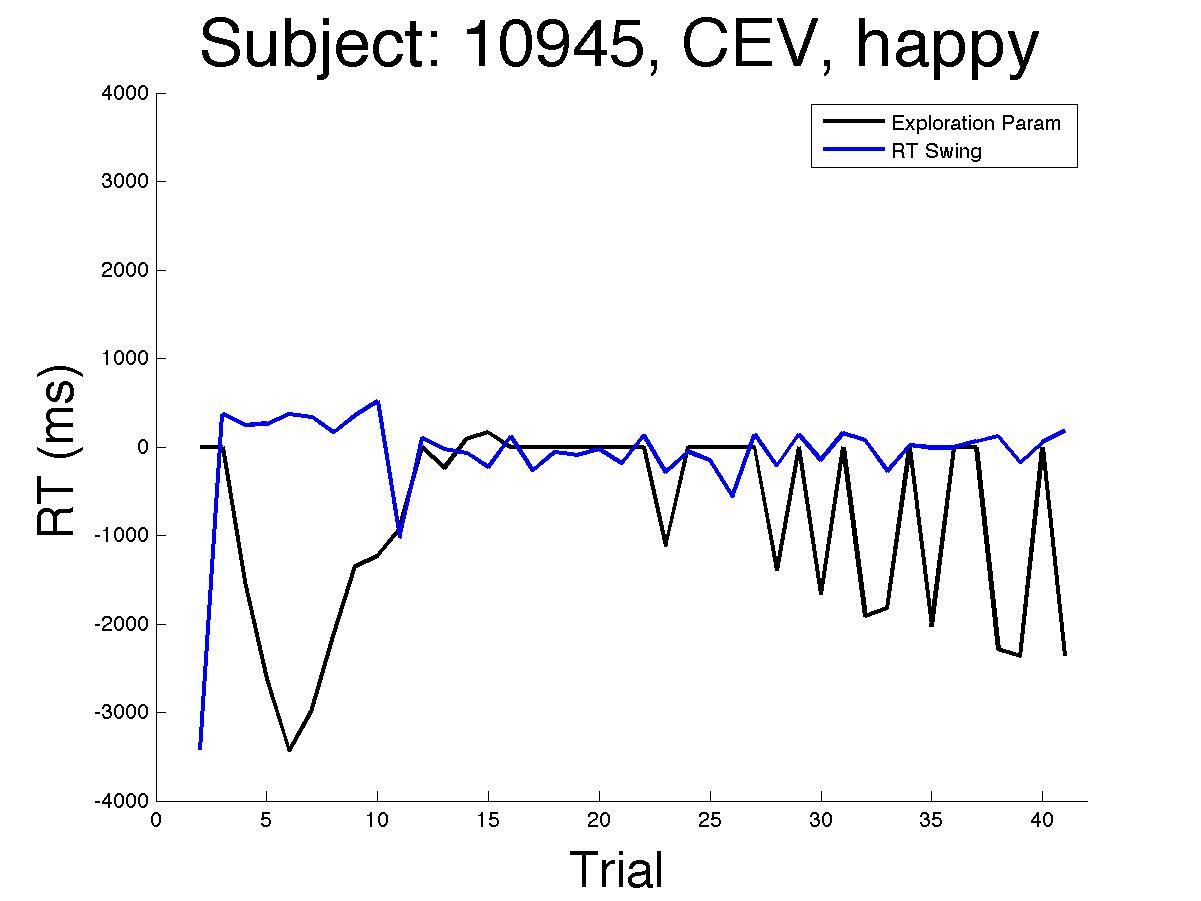 Subject: 10945, CEV, happy
4000
3000
2000
1000
0
-1000
-2000
-3000
-4000
RT (ms)
Exploration Param
RT Swing
0 5 10 15 20 25 30 35 40
Trial